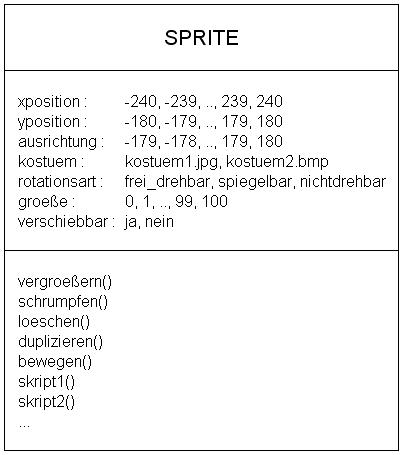 SPRITE
xposition : -240, -239, .., 239, 240
yposition : -180, -179, .., 179, 180
ausrichtung : -179, -178, .., 179, 180
kostuem : kostuem1.jpg, kostuem2.bmp
rotationsart : frei_drehbar, spiegelbar, nichtdrehbar
groeße : 0, 1, .., 99, 100
verschiebbar : ja, nein
vergroeßern()
schrumpfen()
loeschen()
duplizieren()
bewegen()
skript1()
skript2()
...